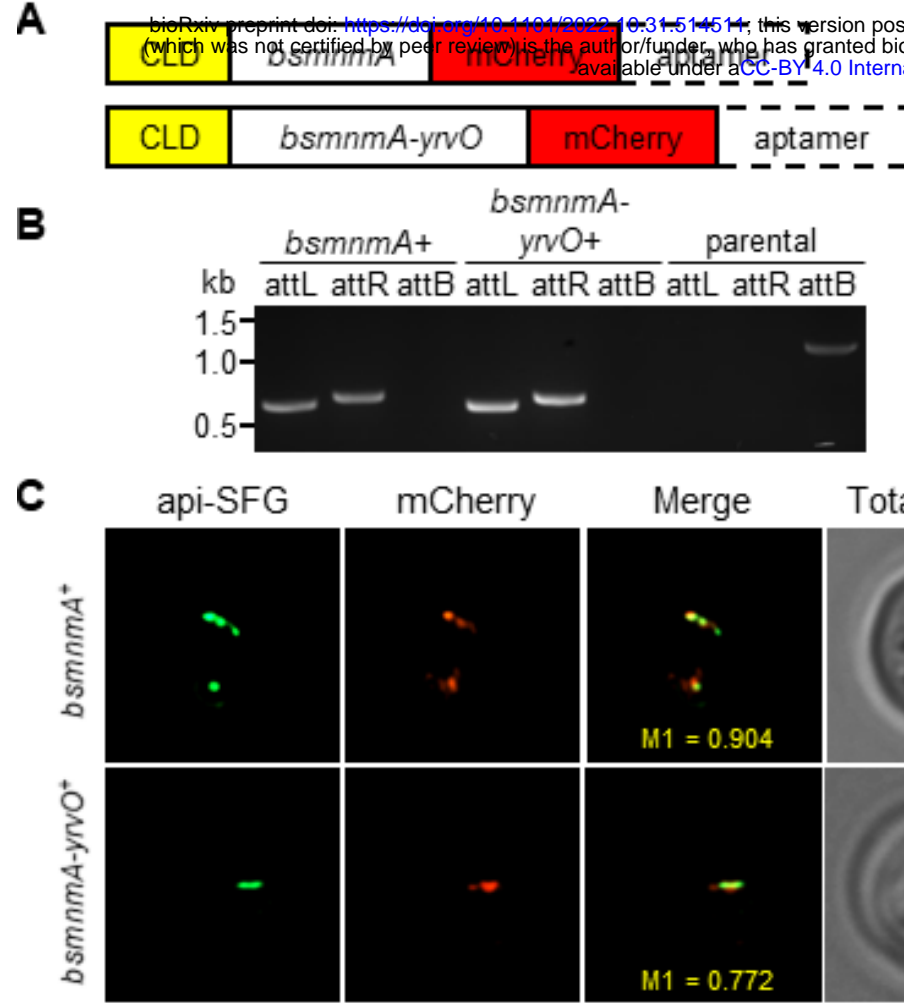 A
bioRxiv preprint doi: https://doi.org/10.1101/2022.10.31.514511; this version pos
(which was not certified by peer review) is the author/funder, who has granted bio
available under aCC-BY 4.0 Interna
CLD bsmnmA mCherry aptamer
CLD bsmnmA-yrvO mCherry aptamer
B
bsmnmA+ bsmnmA-yrvO+ parental
kb attL attR attB attL attR attB attL attR attB
1.5
1.0
0.5
C
api-SFG mCherry Merge Tota
bsmnmA+
M1 = 0.904
bsmnmA-yrvO+
M1 = 0.772